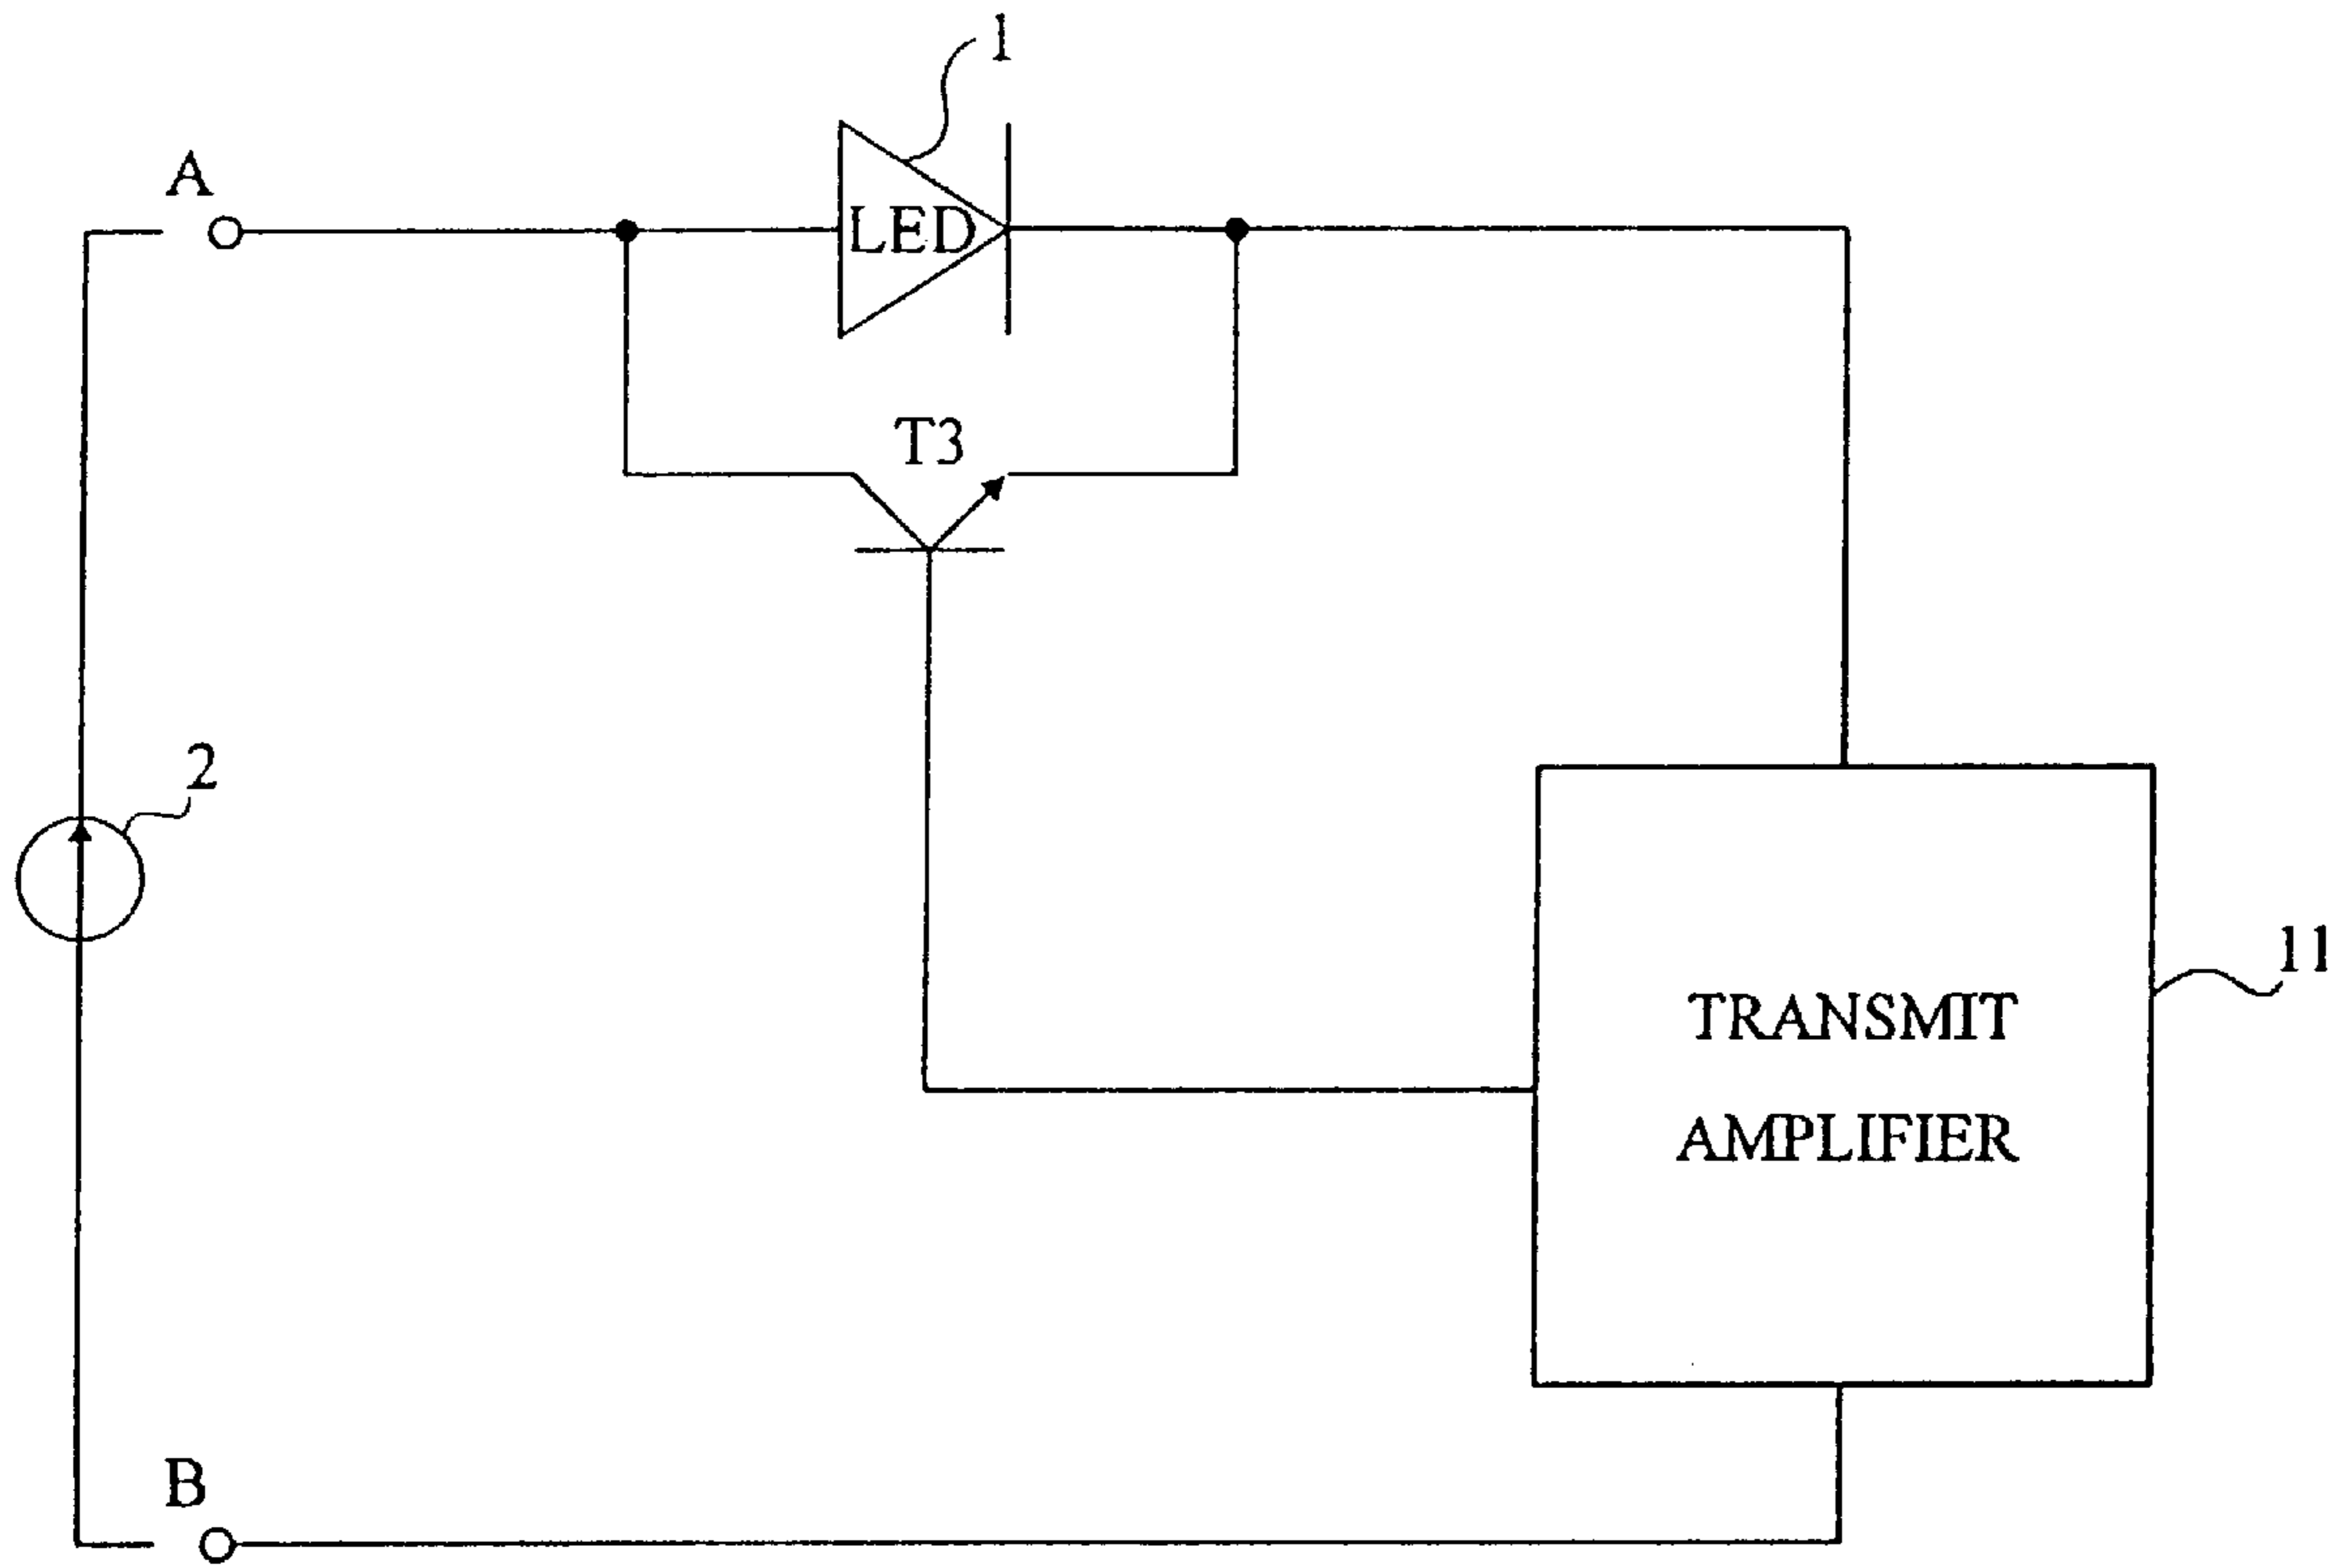 1
A
LED
T3
2
11
TRANSMIT
AMPLIFIER
B